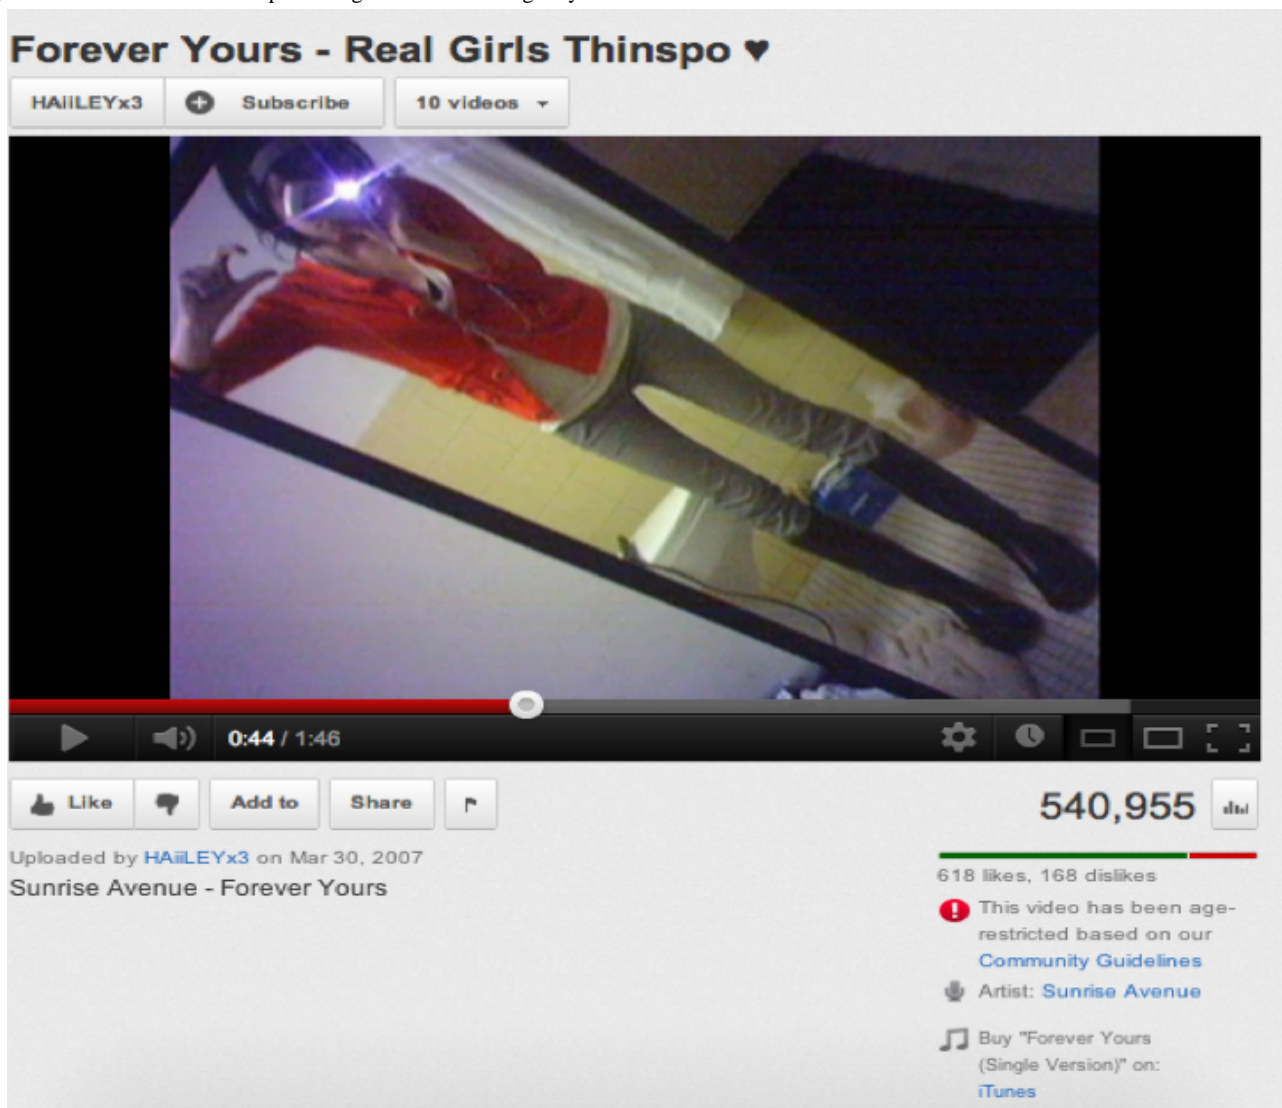 Forever Yours - Real Girls Thinspo ♥
HAiiLEYx3 Subscribe 10 videos
0:44 / 1:46
Like Add to Share 540,955
Uploaded by HAiiLEYx3 on Mar 30, 2007
Sunrise Avenue - Forever Yours
618 likes, 168 dislikes
This video has been age-
restricted based on our
Community Guidelines
Artist: Sunrise Avenue
Buy "Forever Yours
(Single Version)" on:
iTunes